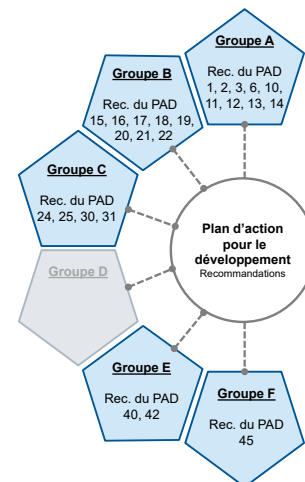 Groupe A
Rec. du PAD
1, 2, 3, 6, 10,
11, 12, 13, 14
Groupe B
Rec. du PAD
15, 16, 17, 18, 19,
20, 21, 22
Groupe C
Rec. du PAD
24, 25, 30, 31
Groupe D
Groupe E
Rec. du PAD
40, 42
Groupe F
Rec. du PAD
45
Plan d’action
pour le
développement
Recommandations